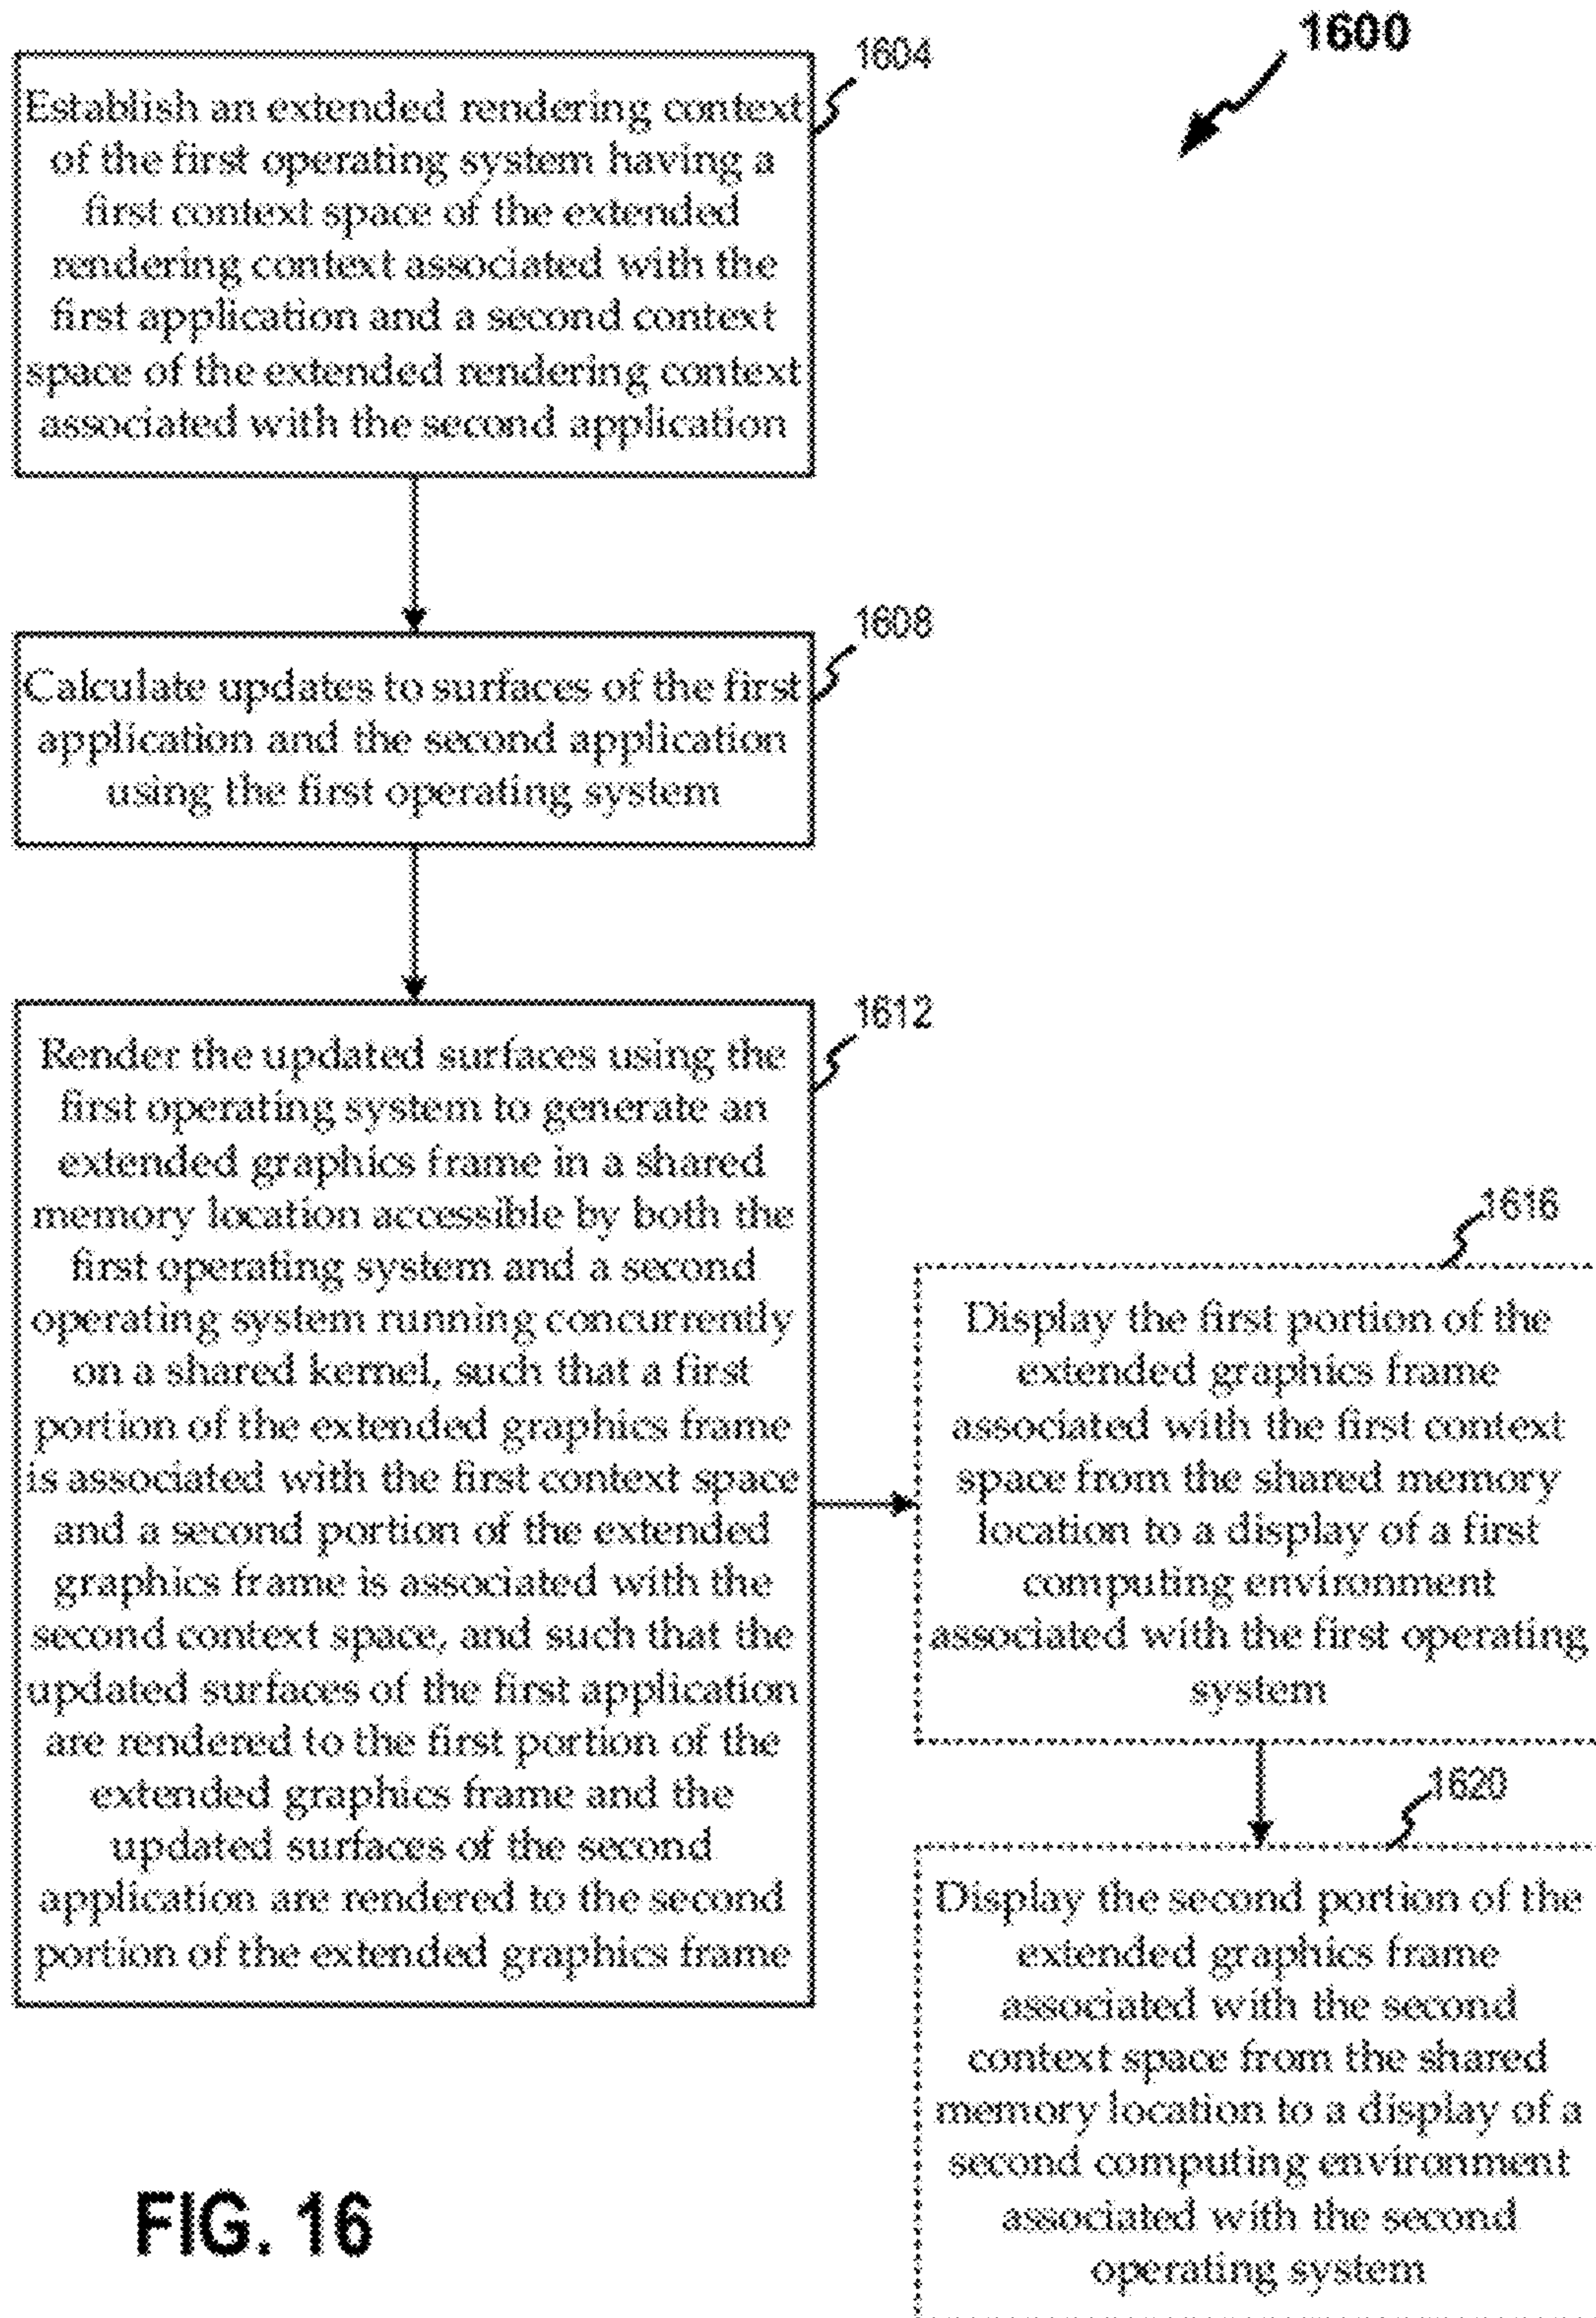 1600
1604
Establish an extended rendering context
of the first operating system having a
first context space of the extended
rendering context associated with the
first application and a second context
space of the extended rendering context
associated with the second application
1608
Calculate updates to surfaces of the first
application and the second application
using the first operating system
1612
Render the updated surfaces using the
first operating system to generate an
extended graphics frame in a shared
memory location accessible by both the
first operating system and a second
operating system running concurrently
on a shared kernel, such that a first
portion of the extended graphics frame
is associated with the first context space
and a second portion of the extended
graphics frame is associated with the
second context space, and such that the
updated surfaces of the first application
are rendered to the first portion of the
extended graphics frame and the
updated surfaces of the second
application are rendered to the second
portion of the extended graphics frame
1616
Display the first portion of the
extended graphics frame
associated with the first context
space from the shared memory
location to a display of a first
computing environment
associated with the first operating
system
1620
Display the second portion of the
extended graphics frame
associated with the second
context space from the shared
memory location to a display of a
second computing environment
associated with the second
operating system
FIG. 16